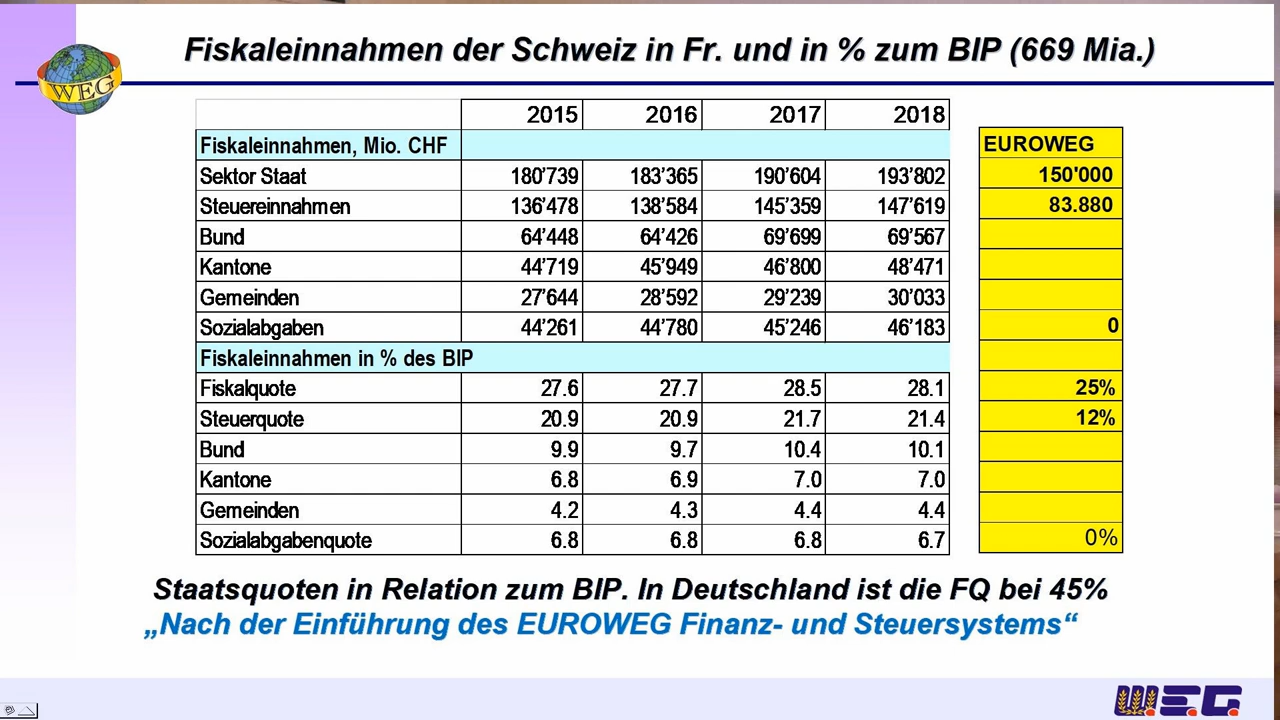 Fiskaleinnahmen der Schweiz in Fr. und in % zum BIP (669 Mia.)
WEG
2015 2016 2017 2018
Fiskaleinnahmen, Mio. CHF EUROWEG
Sektor Staat 180’739 183’365 190’604 193’802 150'000
Steuereinnahmen 136’478 138’584 145’359 147’619 83.880
Bund 64’448 64’426 69’699 69’567
Kantone 44’719 45’949 46’800 48’471
Gemeinden 27’644 28’592 29’239 30’033
Sozialabgaben 44’261 44’780 45’246 46’183 0
Fiskaleinnahmen in % des BIP
Fiskalquote 27.6 27.7 28.5 28.1 25%
Steuerquote 20.9 20.9 21.7 21.4 12%
Bund 9.9 9.7 10.4 10.1
Kantone 6.8 6.9 7.0 7.0
Gemeinden 4.2 4.3 4.4 4.4
Sozialabgabenquote 6.8 6.8 6.8 6.7 0%
Staatsquoten in Relation zum BIP. In Deutschland ist die FQ bei 45%
„Nach der Einführung des EUROWEG Finanz- und Steuersystems“
W.E.G.